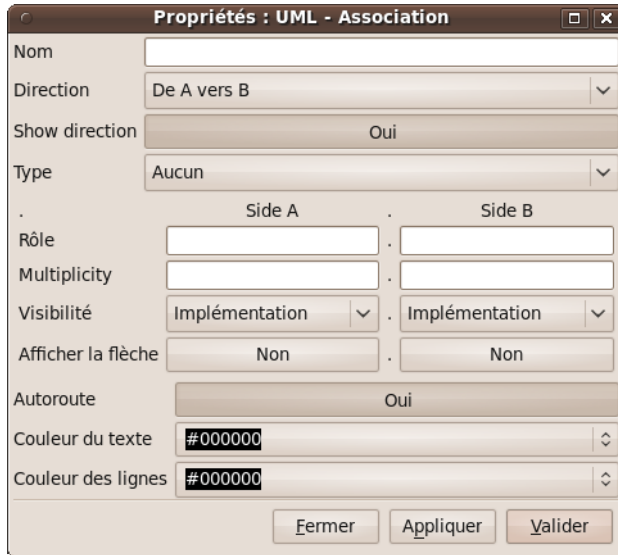 Propriétés : UML - Association
Nom
Direction De A vers B
Show direction Oui
Type Aucun
. Side A . Side B
Rôle .
Multiplicity .
Visibilité Implémentation . Implémentation
Afficher la flèche Non . Non
Autoroute Oui
Couleur du texte #000000
Couleur des lignes #000000
Fermer Appliquer Valider